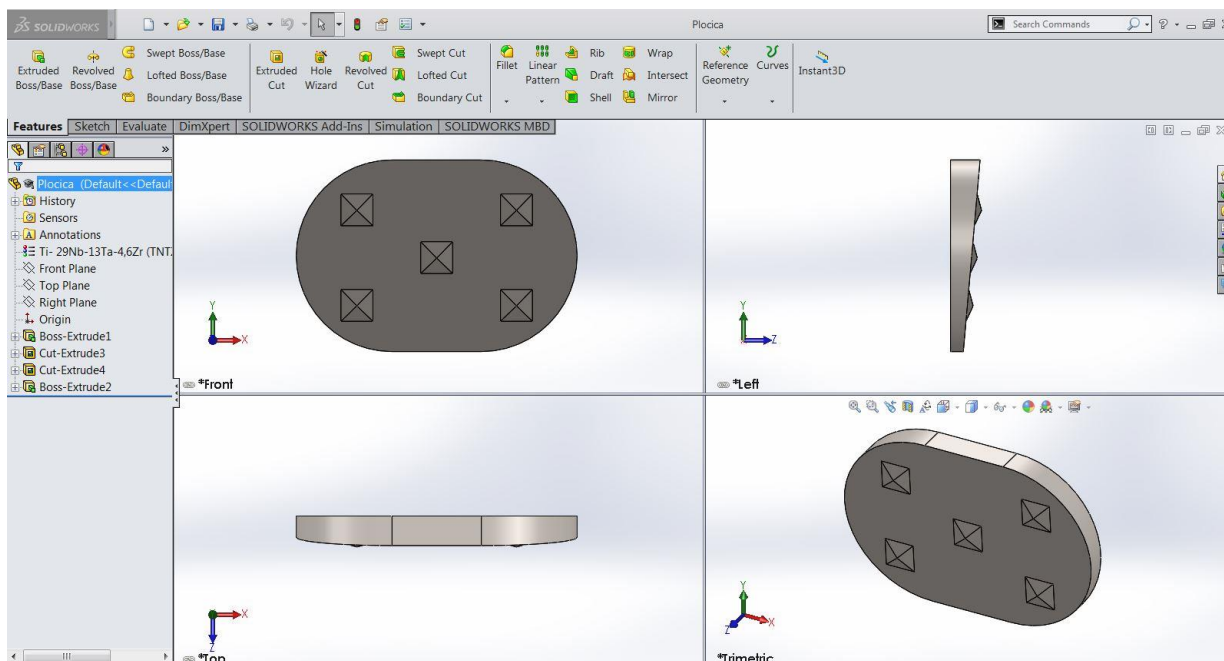 SOLIDWORKS
Plocica
Search Commands
Extruded Boss/Base
Revolved Boss/Base
Swept Boss/Base
Lofted Boss/Base
Boundary Boss/Base
Extruded Cut
Hole Wizard
Revolved Cut
Swept Cut
Lofted Cut
Boundary Cut
Fillet
Linear Pattern
Rib
Draft
Shell
Wrap
Intersect
Mirror
Reference Geometry
Curves
Instant3D
Features Sketch Evaluate DimXpert SOLIDWORKS Add-Ins Simulation SOLIDWORKS MBD
Plocica (Default<<Defaul
History
Sensors
Annotations
Ti- 29Nb-13Ta-4,6Zr (TNT
Front Plane
Top Plane
Right Plane
Origin
Boss-Extrude1
Cut-Extrude3
Cut-Extrude4
Boss-Extrude2
Y
X
*Front
Y
Z
*Left
X
Z
*Top
Y
X
Z
*Trimetric